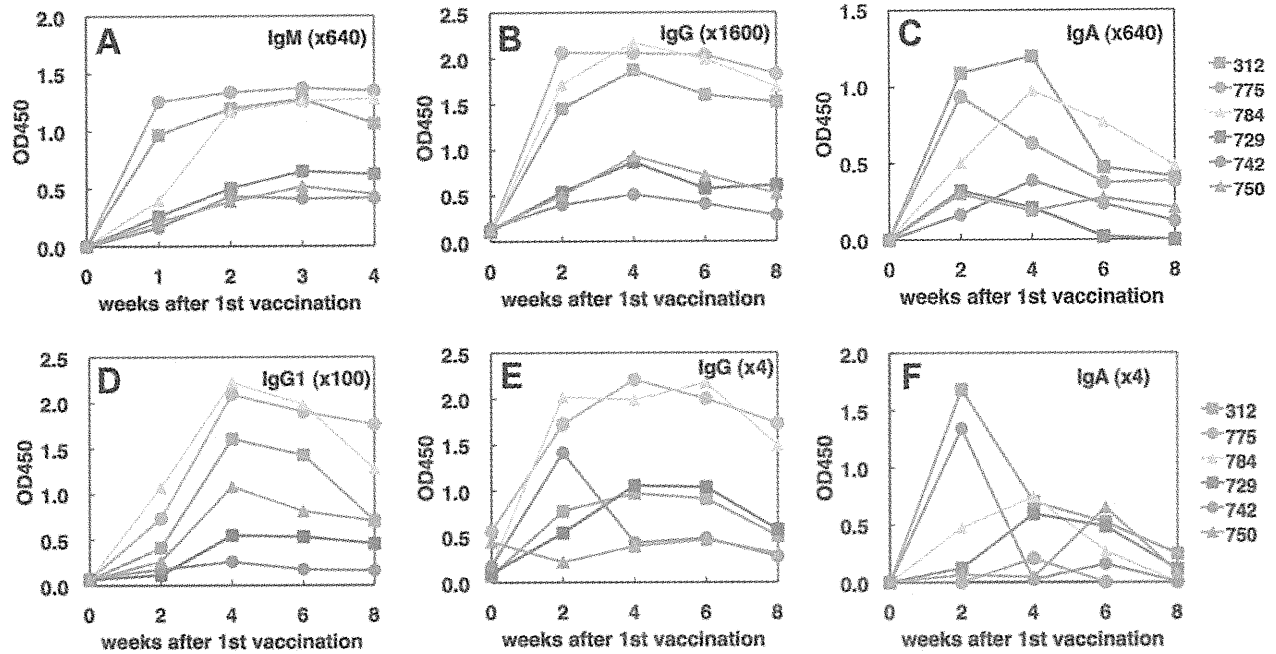 A
IgM (x640)
2.0
1.5
1.0
0.5
0.0
OD450
0 1 2 3 4
weeks after 1st vaccination
B
IgG (x1600)
2.5
2.0
1.5
1.0
0.5
0.0
OD450
0 2 4 6 8
weeks after 1st vaccination
C
IgA (x640)
1.5
1.0
0.5
0.0
OD450
0 2 4 6 8
weeks after 1st vaccination
312
775
784
729
742
750
D
IgG1 (x100)
2.5
2.0
1.5
1.0
0.5
0.0
OD450
0 2 4 6 8
weeks after 1st vaccination
E
IgG (x4)
2.5
2.0
1.5
1.0
0.5
0.0
OD450
0 2 4 6 8
weeks after 1st vaccination
F
IgA (x4)
2.0
1.5
1.0
0.5
0.0
OD450
0 2 4 6 8
weeks after 1st vaccination
312
775
784
729
742
750